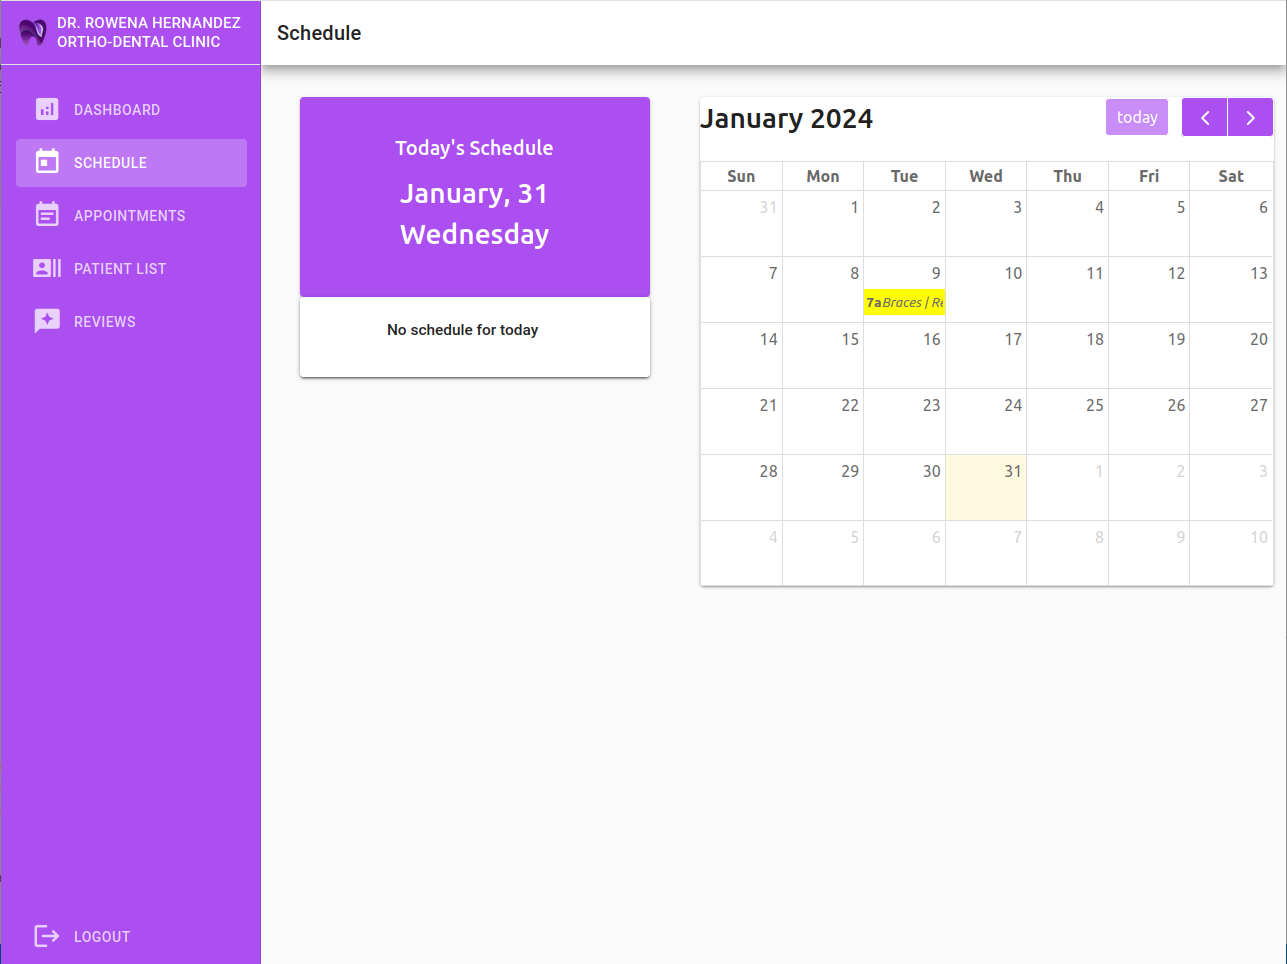 DR. ROWENA HERNANDEZ
ORTHO-DENTAL CLINIC
DASHBOARD
SCHEDULE
APPOINTMENTS
PATIENT LIST
REVIEWS
LOGOUT
Schedule
Today's Schedule
January, 31
Wednesday
No schedule for today
January 2024
today
Sun Mon Tue Wed Thu Fri Sat
31 1 2 3 4 5 6
7 8 9 10 11 12 13
7a Braces |
14 15 16 17 18 19 20
21 22 23 24 25 26 27
28 29 30 31 1 2 3
4 5 6 7 8 9 10